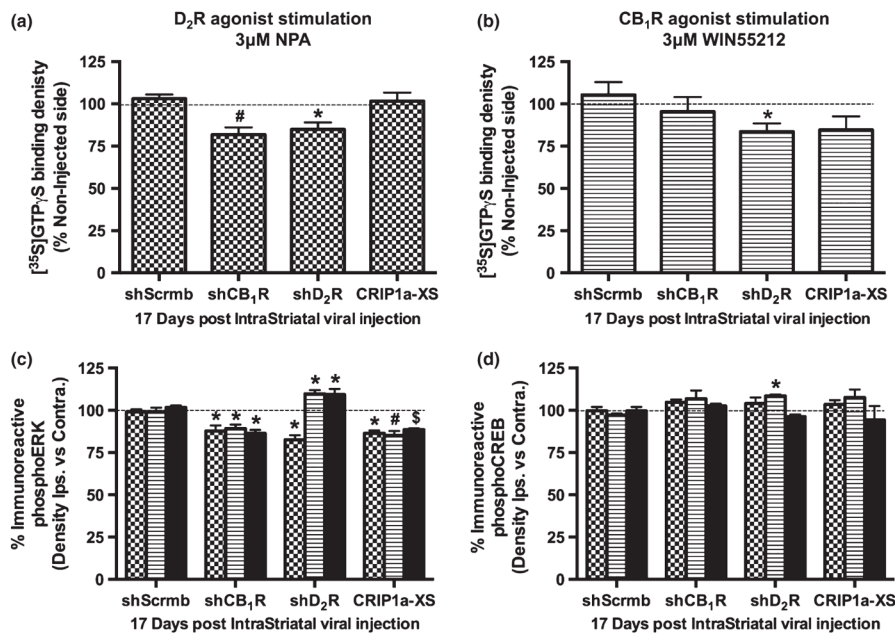 (a)
D₂R agonist stimulation
3µM NPA
[³⁵S]GTPγS binding denisty
(% Non-Injected side)
125
100
75
50
25
0
#
*
shScrmb
shCB₁R
shD₂R
CRIP1a-XS
17 Days post IntraStriatal viral injection
(b)
CB₁R agonist stimulation
3µM WIN55212
[³⁵S]GTPγS binding denisty
(% Non-Injected side)
125
100
75
50
25
0
*
shScrmb
shCB₁R
shD₂R
CRIP1a-XS
17 Days post IntraStriatal viral injection
(c)
% Immunoreactive
phosphoERK
(Density Ips. vs Contra.)
125
100
75
50
25
0
* * *
* * *
* # $
shScrmb
shCB₁R
shD₂R
CRIP1a-XS
17 Days post IntraStriatal viral injection
(d)
% Immunoreactive
phosphoCREB
(Density Ips. vs Contra.)
125
100
75
50
25
0
*
shScrmb
shCB₁R
shD₂R
CRIP1a-XS
17 Days post IntraStriatal viral injection